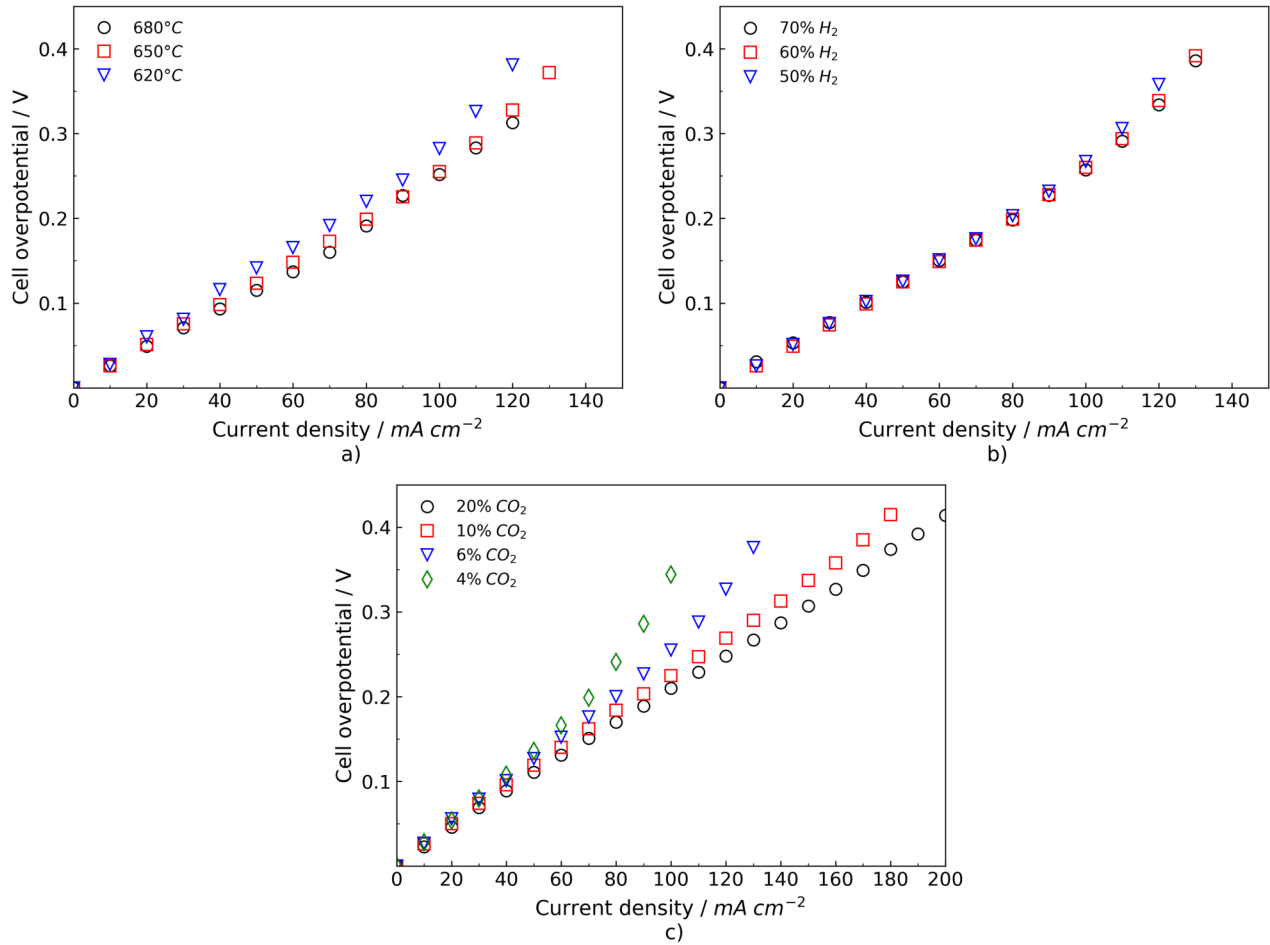 680°C
650°C
620°C
0.4
0.3
0.2
0.1
Cell overpotential / V
20 40 60 80 100 120 140
Current density / mA cm⁻²
a)
70% H₂
60% H₂
50% H₂
0.4
0.3
0.2
0.1
Cell overpotential / V
0 20 40 60 80 100 120 140
Current density / mA cm⁻²
b)
20% CO₂
10% CO₂
6% CO₂
4% CO₂
0.4
0.3
0.2
0.1
Cell overpotential / V
0 20 40 60 80 100 120 140 160 180 200
Current density / mA cm⁻²
c)